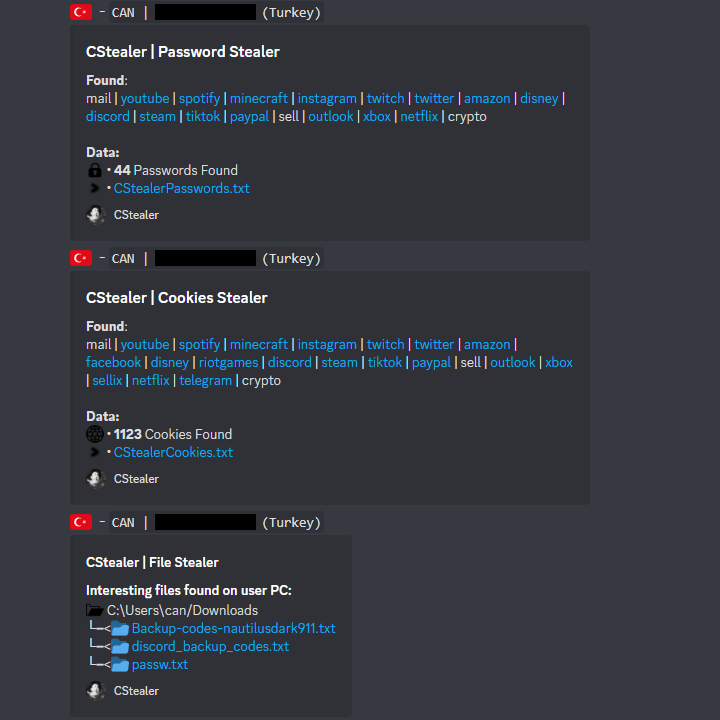 - CAN | (Turkey)
CStealer | Password Stealer
Found:
mail | youtube | spotify | minecraft | instagram | twitch | twitter | amazon | disney |
discord | steam | tiktok | paypal | sell | outlook | xbox | netflix | crypto
Data:
• 44 Passwords Found
• CStealerPasswords.txt
CStealer
- CAN | (Turkey)
CStealer | Cookies Stealer
Found:
mail | youtube | spotify | minecraft | instagram | twitch | twitter | amazon |
facebook | disney | riotgames | discord | steam | tiktok | paypal | sell | outlook | xbox
| sellix | netflix | telegram | crypto
Data:
• 1123 Cookies Found
• CStealerCookies.txt
CStealer
- CAN | (Turkey)
CStealer | File Stealer
Interesting files found on user PC:
C:\Users\can/Downloads
└─<Backup-codes-nautilusdark911.txt
└─<discord_backup_codes.txt
└─<passw.txt
CStealer